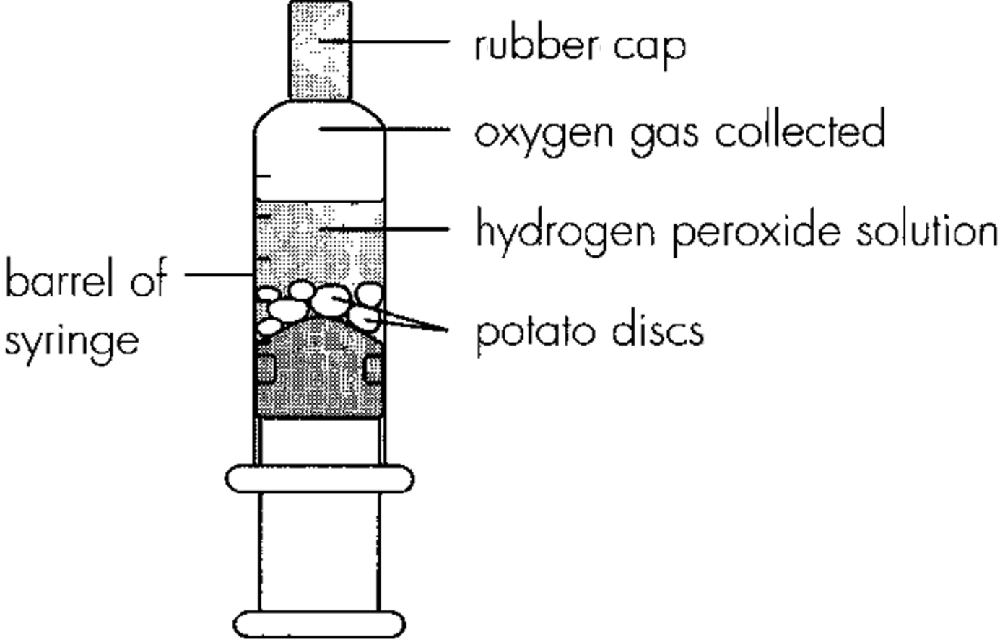 rubber cap
oxygen gas collected
hydrogen peroxide solution
barrel of
syringe
potato discs